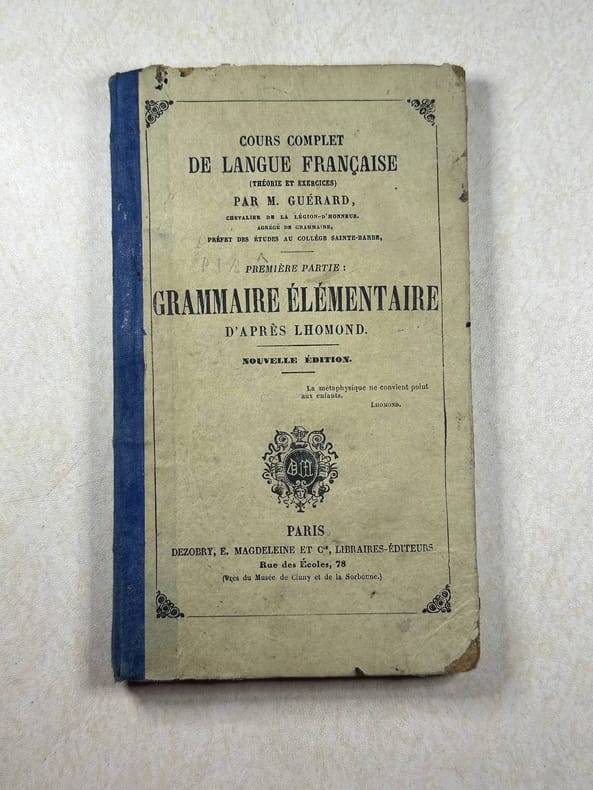 COURS COMPLET
DE LANGUE FRANÇAISE
(THÉORIE ET EXERCICES)
PAR M. GUÉRARD,
CHEVALIER DE LA LÉGION-D'HONNEUR,
AGRÉGÉ DE GRAMMAIRE,
PRÉFET DES ÉTUDES AU COLLÉGE SAINTE-BARBE,
PREMIÈRE PARTIE :
GRAMMAIRE ÉLÉMENTAIRE
D'APRÈS LHOMOND.
NOUVELLE ÉDITION.
La métaphysique ne convient point
aux enfants.
LHOMOND.
DM
PARIS
DEZOBRY, E. MAGDELEINE ET Cie, LIBRAIRES-ÉDITEURS
Rue des Écoles, 78
(Près du Musée de Cluny et de la Sorbonne.)